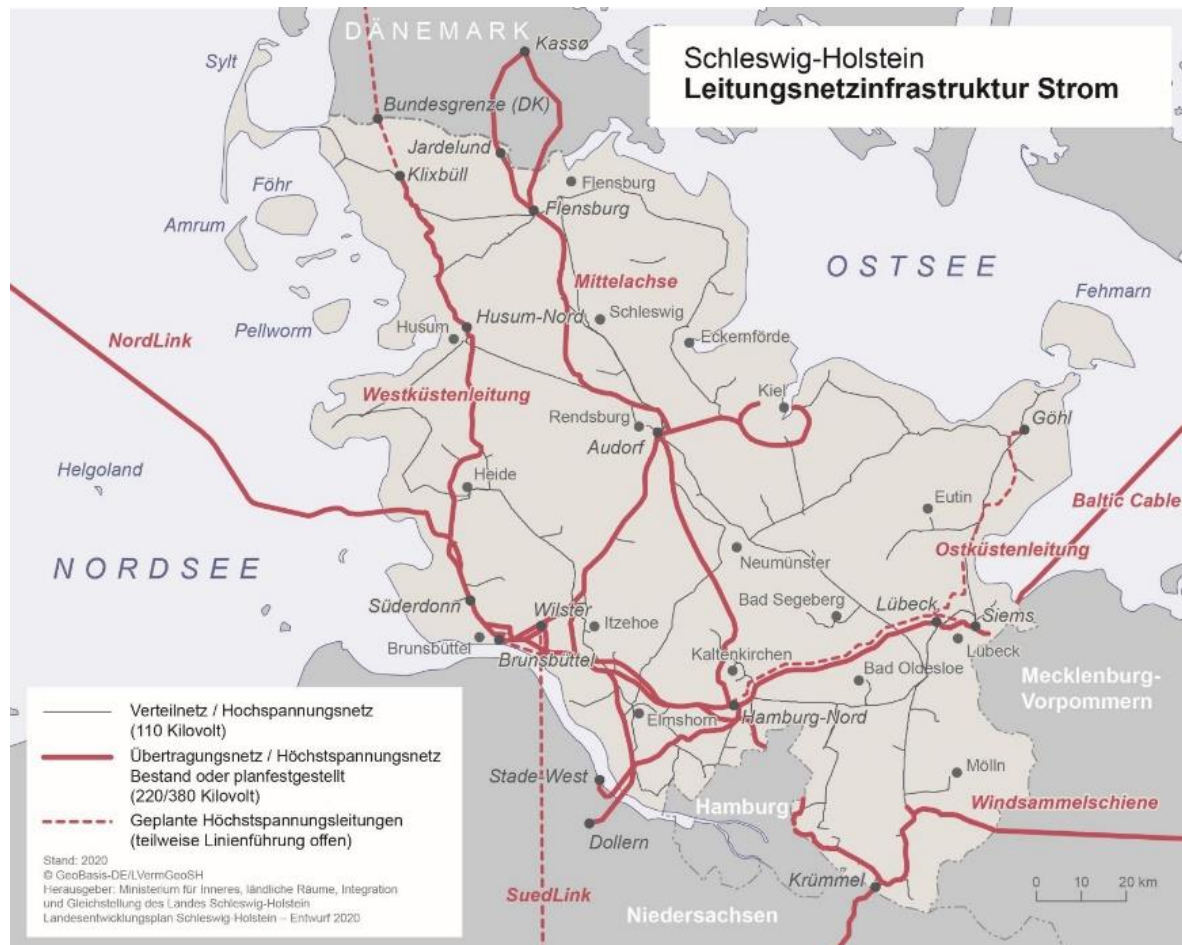 DÄNEMARK
Kassø
Schleswig-Holstein
Leitungsnetzinfrastruktur Strom
Sylt
Bundesgrenze (DK)
Jardelund
Klixbüll
Flensburg
Flensburg
Föhr
Amrum
OSTSEE
Mittelachse
Fehmarn
Pellworm
Husum-Nord
Husum
Schleswig
Eckernförde
NordLink
Westküstenleitung
Kiel
Rendsburg
Audorf
Göhl
Helgoland
Heide
Eutin
Baltic Cable
NORDSEE
Ostküstenleitung
Neumünster
Süderdonn
Wilster
Itzehoe
Bad Segeberg
Lübeck
Siems
Brunsbüttel
Brunsbüttel
Lübeck
Kaltenkirchen
Bad Oldesloe
Mecklenburg-
Vorpommern
Elmshorn
Hamburg-Nord
Stade-West
Mölln
Hamburg
Windsammelschiene
Dollern
Krümmel
SuedLink
Niedersachsen
0 10 20 km
Verteilnetz / Hochspannungsnetz
(110 Kilovolt)
Übertragungsnetz / Höchstspannungsnetz
Bestand oder planfestgestellt
(220/380 Kilovolt)
Geplante Höchstspannungsleitungen
(teilweise Linienführung offen)
Stand: 2020
© GeoBasis-DE/LVermGeoSH
Herausgeber: Ministerium für Inneres, ländliche Räume, Integration
und Gleichstellung des Landes Schleswig-Holstein
Landesentwicklungsplan Schleswig-Holstein – Entwurf 2020